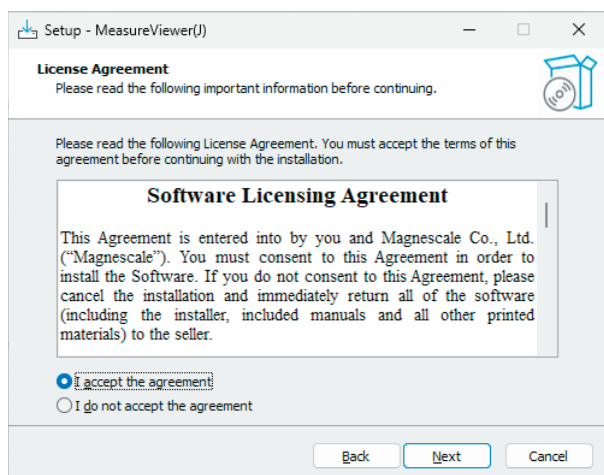 Setup - MeasureViewer(J)
License Agreement
Please read the following important information before continuing.
Please read the following License Agreement. You must accept the terms of this
agreement before continuing with the installation.
Software Licensing Agreement
This Agreement is entered into by you and Magnescale Co., Ltd.
(“Magnescale”). You must consent to this Agreement in order to
install the Software. If you do not consent to this Agreement, please
cancel the installation and immediately return all of the software
(including the installer, included manuals and all other printed
materials) to the seller.
I accept the agreement
I do not accept the agreement
Back Next Cancel